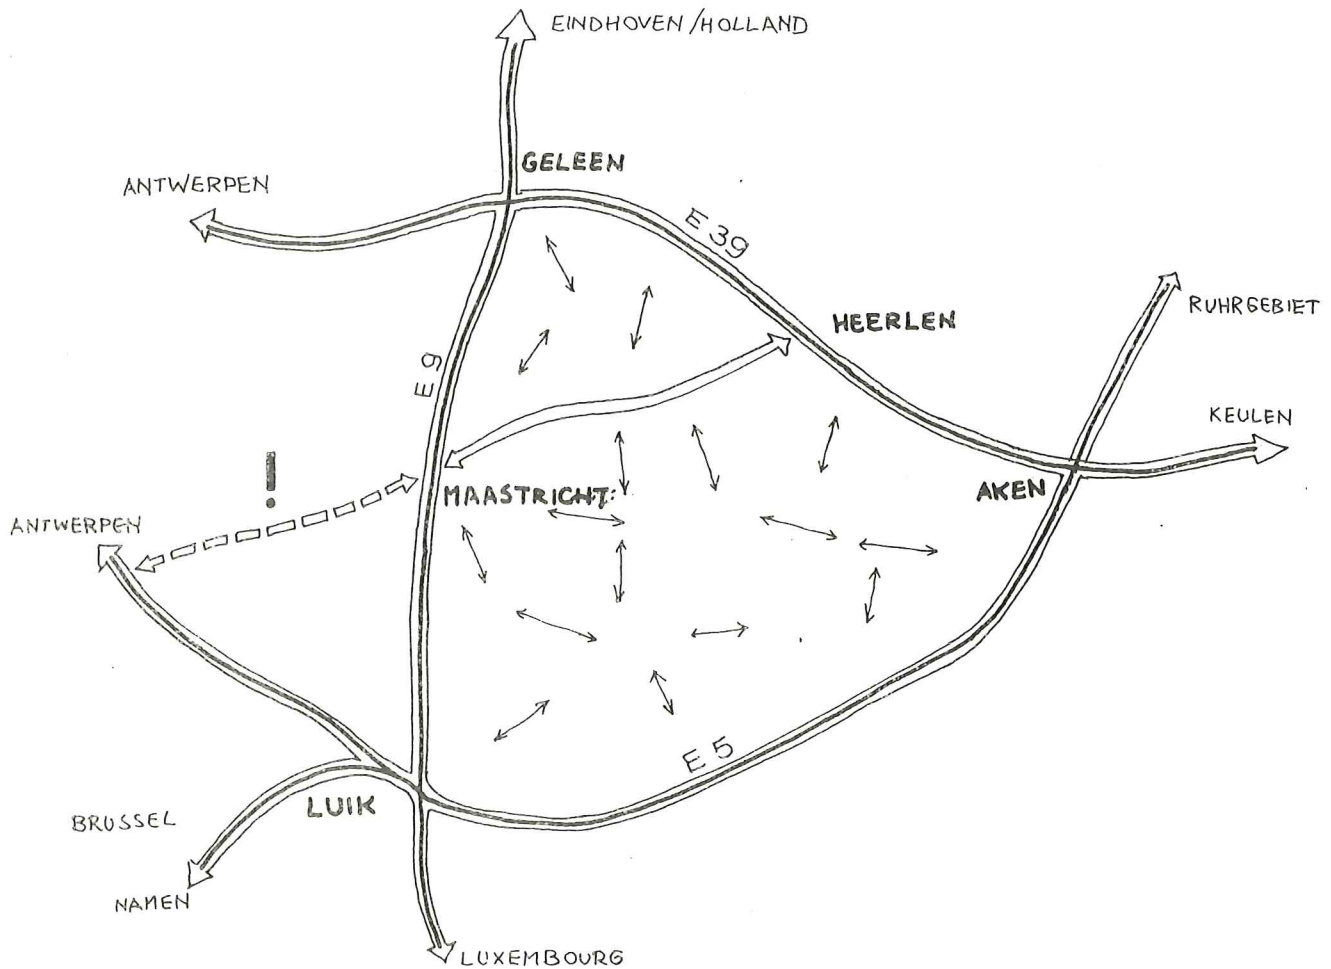 EINDHOVEN/HOLLAND
GELEEN
ANTWERPEN
E 39
RUHRGEBIET
HEERLEN
E 9
KEULEN
!
MAASTRICHT:
AKEN
ANTWERPEN
E 5
LUIK
BRUSSEL
NAMEN
LUXEMBOURG